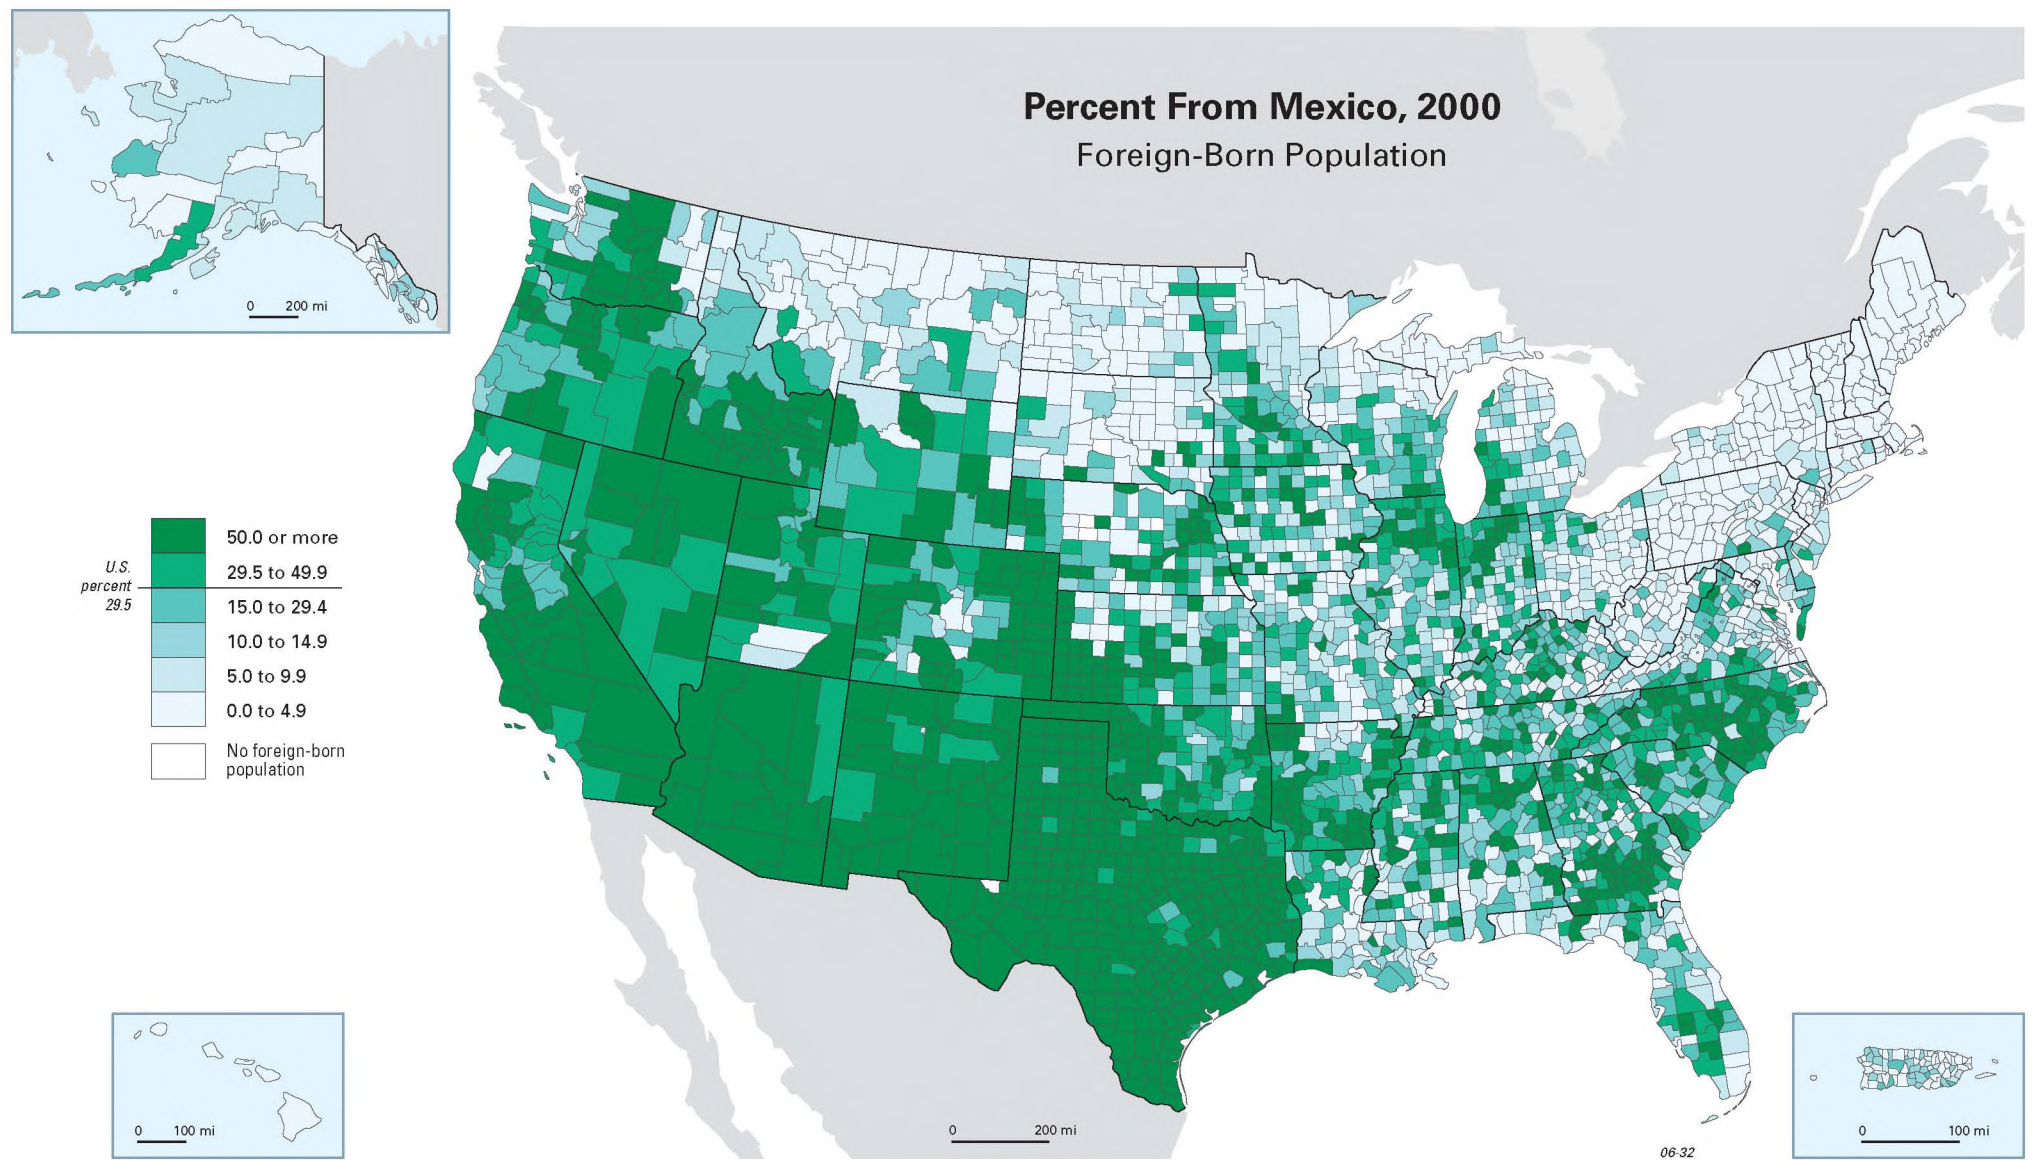 Percent From Mexico, 2000
Foreign-Born Population
0 200 mi
U.S.
percent
29.5
50.0 or more
29.5 to 49.9
15.0 to 29.4
10.0 to 14.9
5.0 to 9.9
0.0 to 4.9
No foreign-born
population
0 100 mi
0 200 mi
06-32
0 100 mi